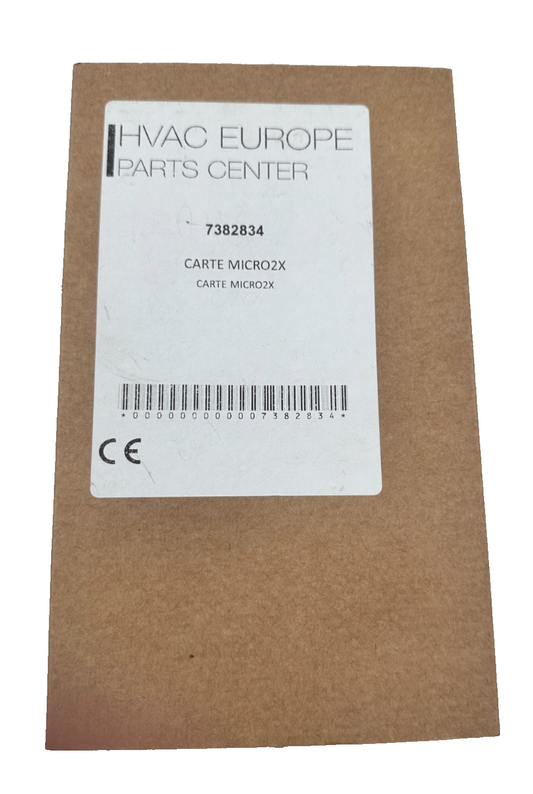 HVAC EUROPE
PARTS CENTER
7382834
CARTE MICRO2X
CARTE MICRO2X
*000000000007382834*
CE